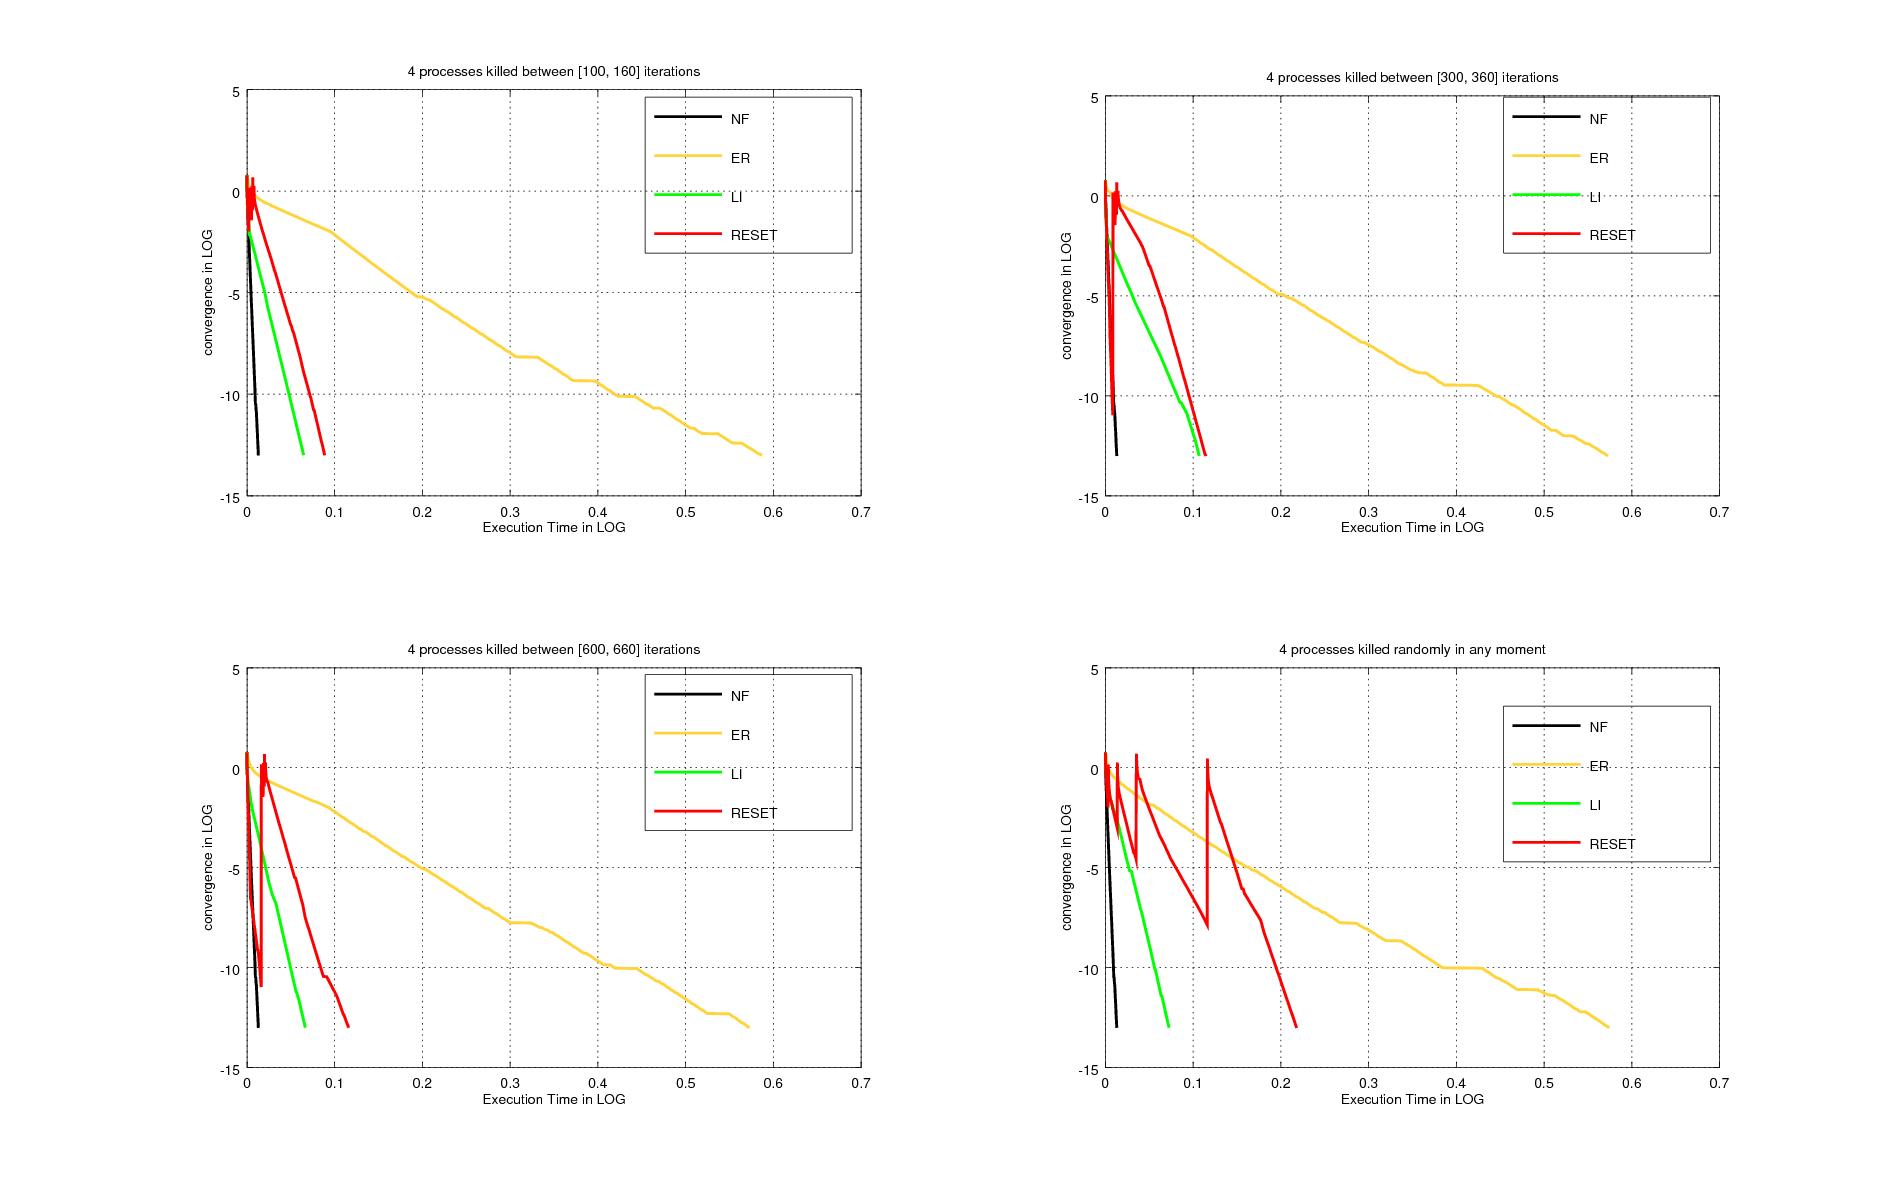 4 processes killed between [100, 160] iterations
5
0
-5
-10
-15
convergence in LOG
NF
ER
LI
RESET
0 0.1 0.2 0.3 0.4 0.5 0.6 0.7
Execution Time in LOG
4 processes killed between [300, 360] iterations
5
0
-5
-10
-15
convergence in LOG
NF
ER
LI
RESET
0 0.1 0.2 0.3 0.4 0.5 0.6 0.7
Execution Time in LOG
4 processes killed between [600, 660] iterations
5
0
-5
-10
-15
convergence in LOG
NF
ER
LI
RESET
0 0.1 0.2 0.3 0.4 0.5 0.6 0.7
Execution Time in LOG
4 processes killed randomly in any moment
5
0
-5
-10
-15
convergence in LOG
NF
ER
LI
RESET
0 0.1 0.2 0.3 0.4 0.5 0.6 0.7
Execution Time in LOG